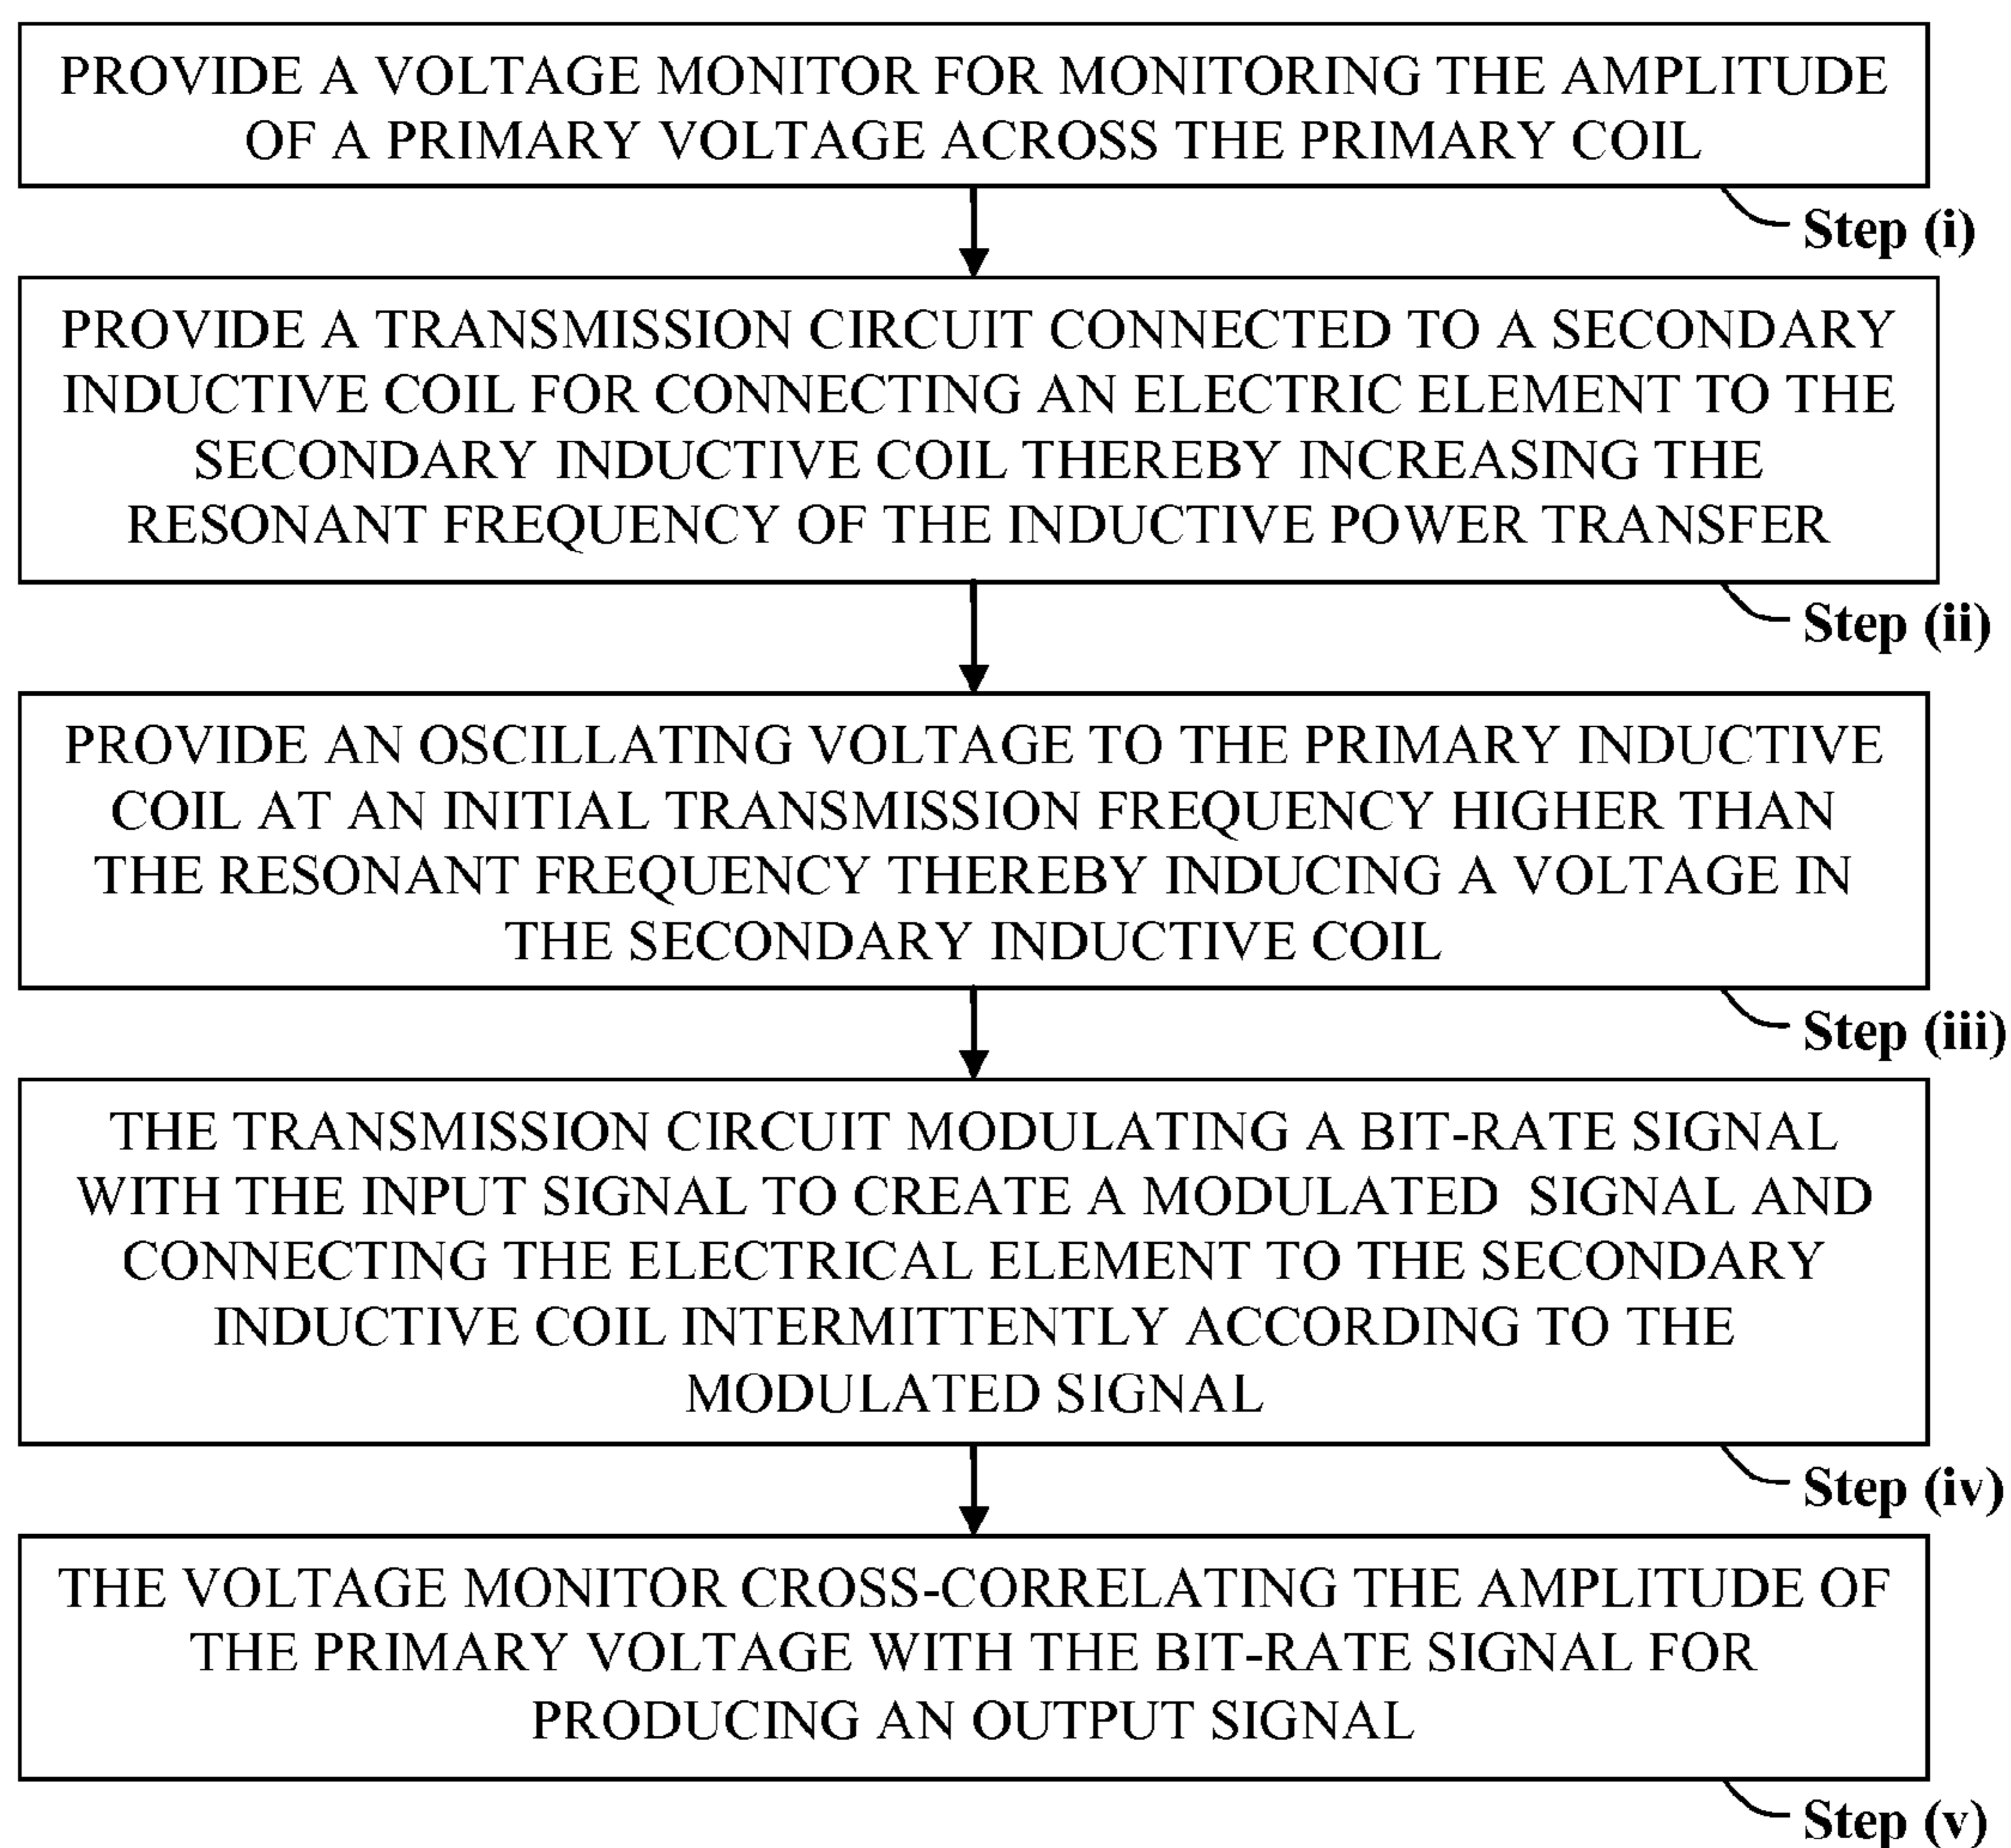 PROVIDE A VOLTAGE MONITOR FOR MONITORING THE AMPLITUDE
OF A PRIMARY VOLTAGE ACROSS THE PRIMARY COIL
Step (i)
PROVIDE A TRANSMISSION CIRCUIT CONNECTED TO A SECONDARY
INDUCTIVE COIL FOR CONNECTING AN ELECTRIC ELEMENT TO THE
SECONDARY INDUCTIVE COIL THEREBY INCREASING THE
RESONANT FREQUENCY OF THE INDUCTIVE POWER TRANSFER
Step (ii)
PROVIDE AN OSCILLATING VOLTAGE TO THE PRIMARY INDUCTIVE
COIL AT AN INITIAL TRANSMISSION FREQUENCY HIGHER THAN
THE RESONANT FREQUENCY THEREBY INDUCING A VOLTAGE IN
THE SECONDARY INDUCTIVE COIL
Step (iii)
THE TRANSMISSION CIRCUIT MODULATING A BIT-RATE SIGNAL
WITH THE INPUT SIGNAL TO CREATE A MODULATED SIGNAL AND
CONNECTING THE ELECTRICAL ELEMENT TO THE SECONDARY
INDUCTIVE COIL INTERMITTENTLY ACCORDING TO THE
MODULATED SIGNAL
Step (iv)
THE VOLTAGE MONITOR CROSS-CORRELATING THE AMPLITUDE OF
THE PRIMARY VOLTAGE WITH THE BIT-RATE SIGNAL FOR
PRODUCING AN OUTPUT SIGNAL
Step (v)